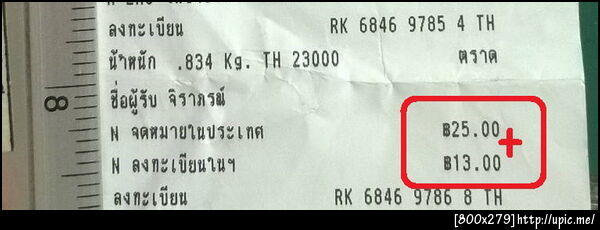 ลงทะเบียน RK 6846 9785 4 TH
น้ำหนัก .834 Kg. TH 23000 ตราด
ชื่อผู้รับ จิราภรณ์
N จดหมายในประเทศ ฿25.00
+
N ลงทะเบียนในฯ ฿13.00
ลงทะเบียน RK 6846 9786 8 TH
8
[800x279]http://upic.me/